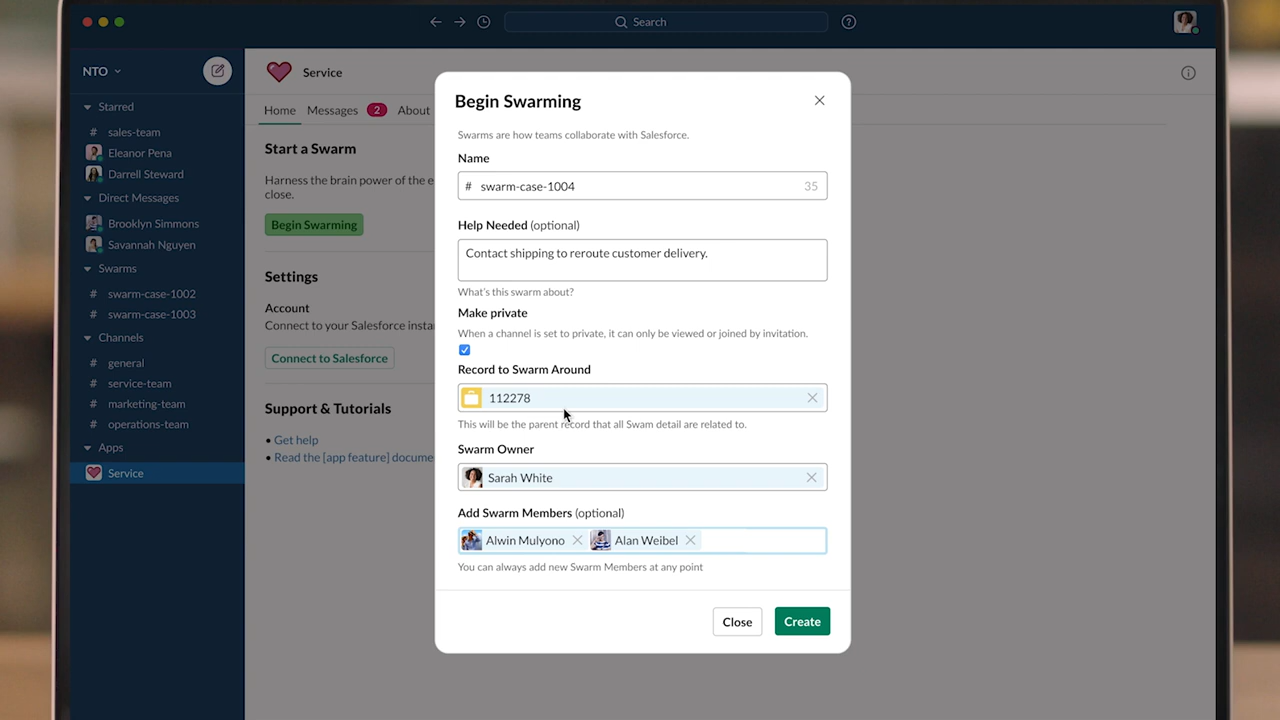 Search
NTO
Starred
# sales-team
Eleanor Pena
Darrell Steward
Direct Messages
Brooklyn Simmons
Savannah Nguyen
Swarms
# swarm-case-1002
# swarm-case-1003
Channels
# general
# service-team
# marketing-team
# operations-team
Apps
Service
Service
Home Messages 2 About
Start a Swarm
Harness the brain power of the e
close.
Begin Swarming
Settings
Account
Connect to your Salesforce insta
Connect to Salesforce
Support & Tutorials
• Get help
• Read the [app feature] docume
Begin Swarming
Swarms are how teams collaborate with Salesforce.
Name
# swarm-case-1004 35
Help Needed (optional)
Contact shipping to reroute customer delivery.
What's this swarm about?
Make private
When a channel is set to private, it can only be viewed or joined by invitation.
Record to Swarm Around
112278
This will be the parent record that all Swam detail are related to.
Swarm Owner
Sarah White
Add Swarm Members (optional)
Alwin Mulyono Alan Weibel
You can always add new Swarm Members at any point
Close Create